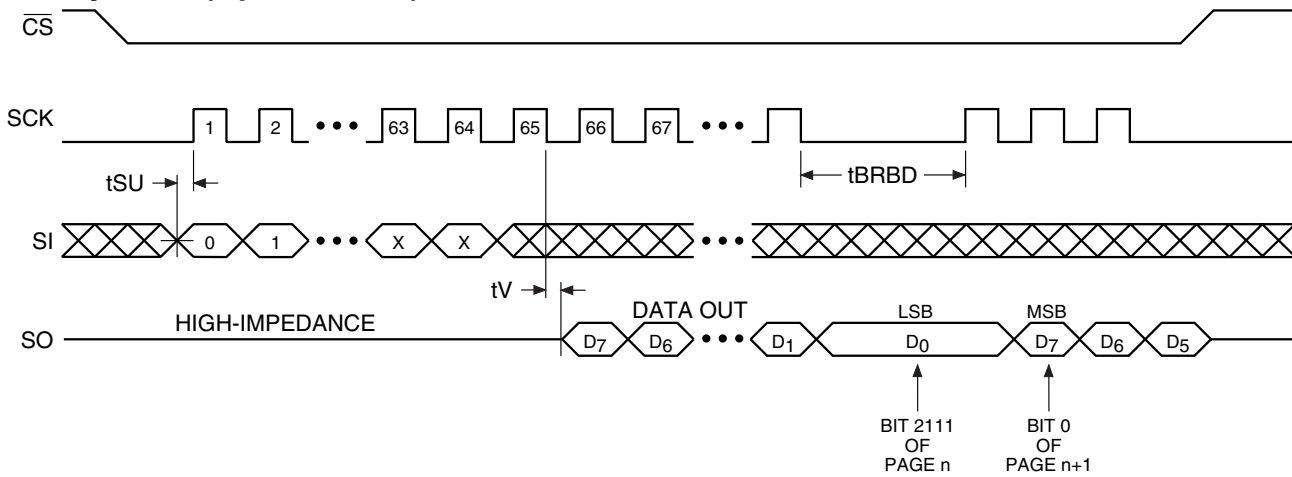 CS
SCK
1 2 63 64 65 66 67
tSU
tBRBD
SI
0 1 X X
tV
HIGH-IMPEDANCE
DATA OUT
LSB
MSB
SO
D7 D6 D1 D0 D7 D6 D5
BIT 2111
OF
PAGE n
BIT 0
OF
PAGE n+1